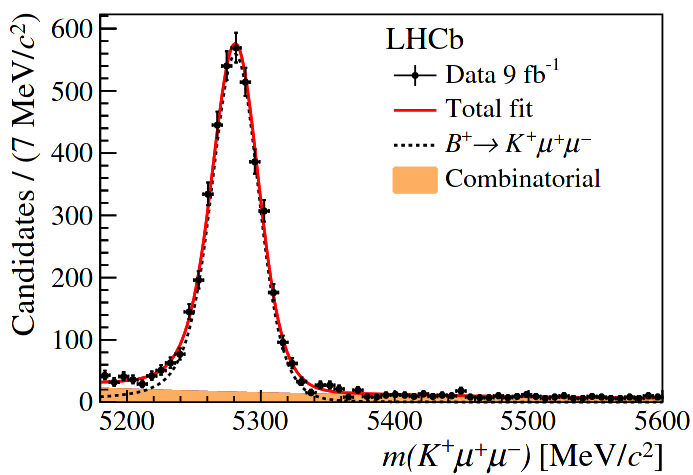 600
500
400
300
200
100
0
5200 5300 5400 5500 5600
Candidates / (7 MeV/c²)
m(K⁺μ⁺μ⁻) [MeV/c²]
LHCb
Data 9 fb⁻¹
Total fit
B⁺→ K⁺μ⁺μ⁻
Combinatorial